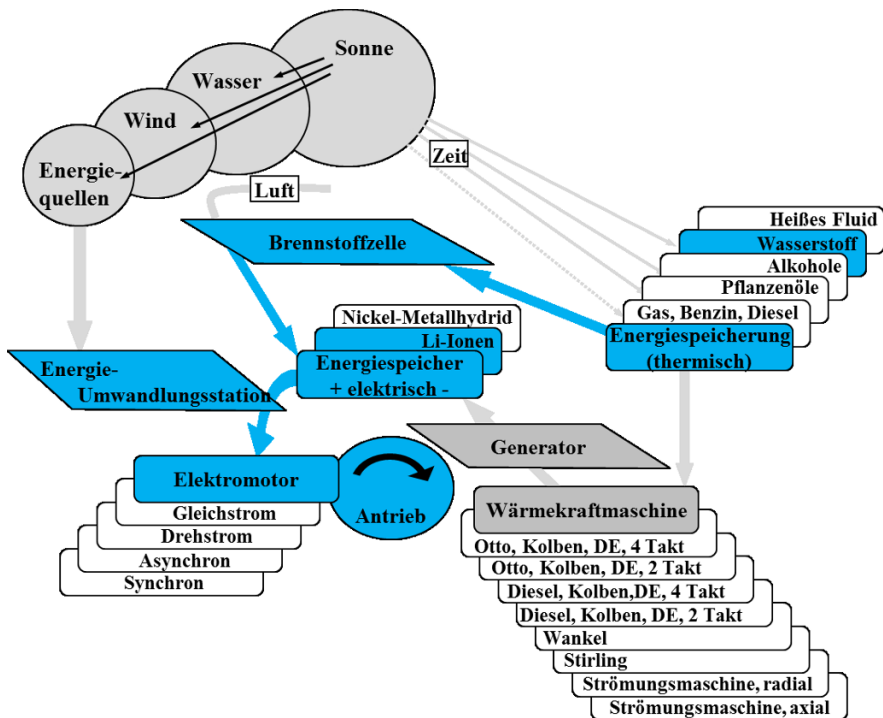 Sonne
Wasser
Wind
Energie-
quellen
Zeit
Luft
Heißes Fluid
Wasserstoff
Alkohole
Pflanzenöle
Gas, Benzin, Diesel
Energiespeicherung
(thermisch)
Brennstoffzelle
Nickel-Metallhydrid
Li-Ionen
Energiespeicher
+ elektrisch -
Energie-
Umwandlungsstation
Generator
Elektromotor
Gleichstrom
Drehstrom
Asynchron
Synchron
Antrieb
Wärmekraftmaschine
Otto, Kolben, DE, 4 Takt
Otto, Kolben, DE, 2 Takt
Diesel, Kolben,DE, 4 Takt
Diesel, Kolben, DE, 2 Takt
Wankel
Stirling
Strömungsmaschine, radial
Strömungsmaschine, axial